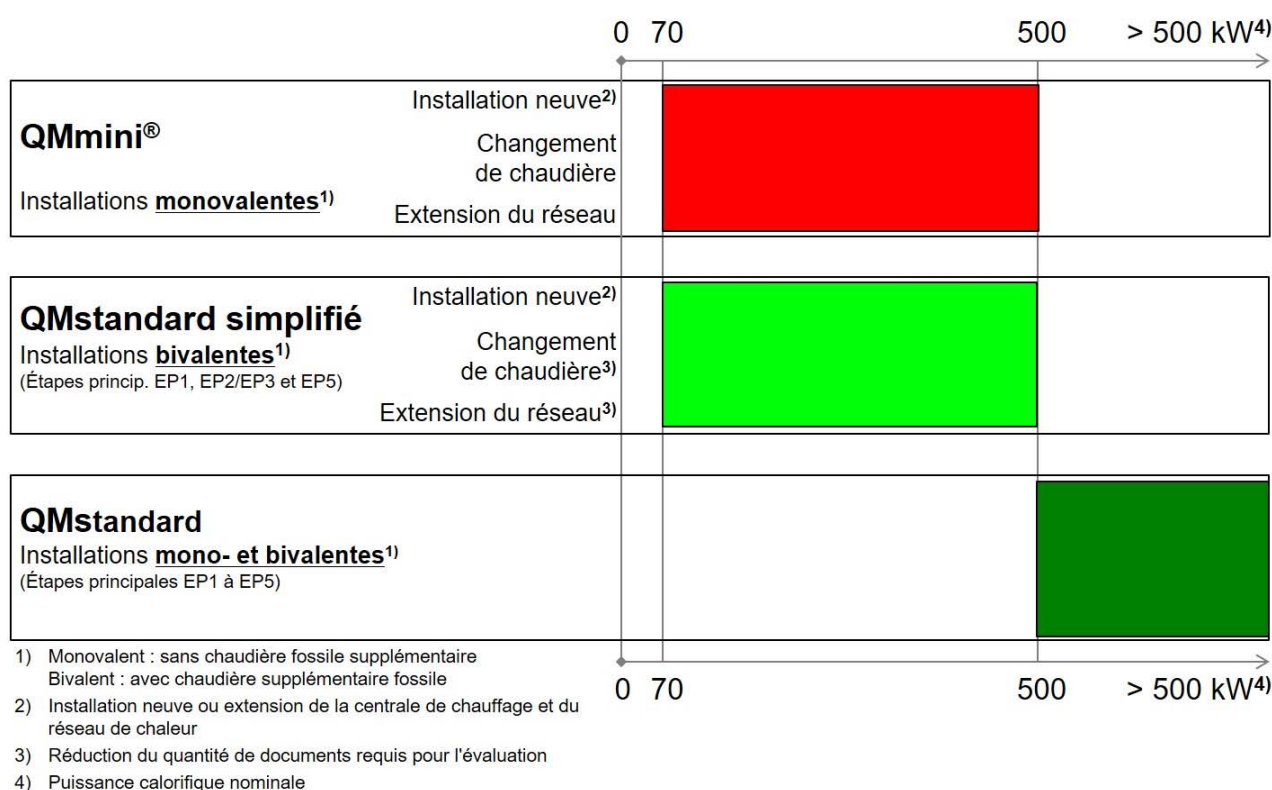 0 70 500 > 500 kW4)
QMmini®
Installations monovalentes1)
Installation neuve2)
Changement
de chaudière
Extension du réseau
QMstandard simplifié
Installations bivalentes1)
(Étapes princip. EP1, EP2/EP3 et EP5)
Installation neuve2)
Changement
de chaudière3)
Extension du réseau3)
QMstandard
Installations mono- et bivalentes1)
(Étapes principales EP1 à EP5)
0 70 500 > 500 kW4)
1) Monovalent : sans chaudière fossile supplémentaire
Bivalent : avec chaudière supplémentaire fossile
2) Installation neuve ou extension de la centrale de chauffage et du
réseau de chaleur
3) Réduction du quantité de documents requis pour l'évaluation
4) Puissance calorifique nominale